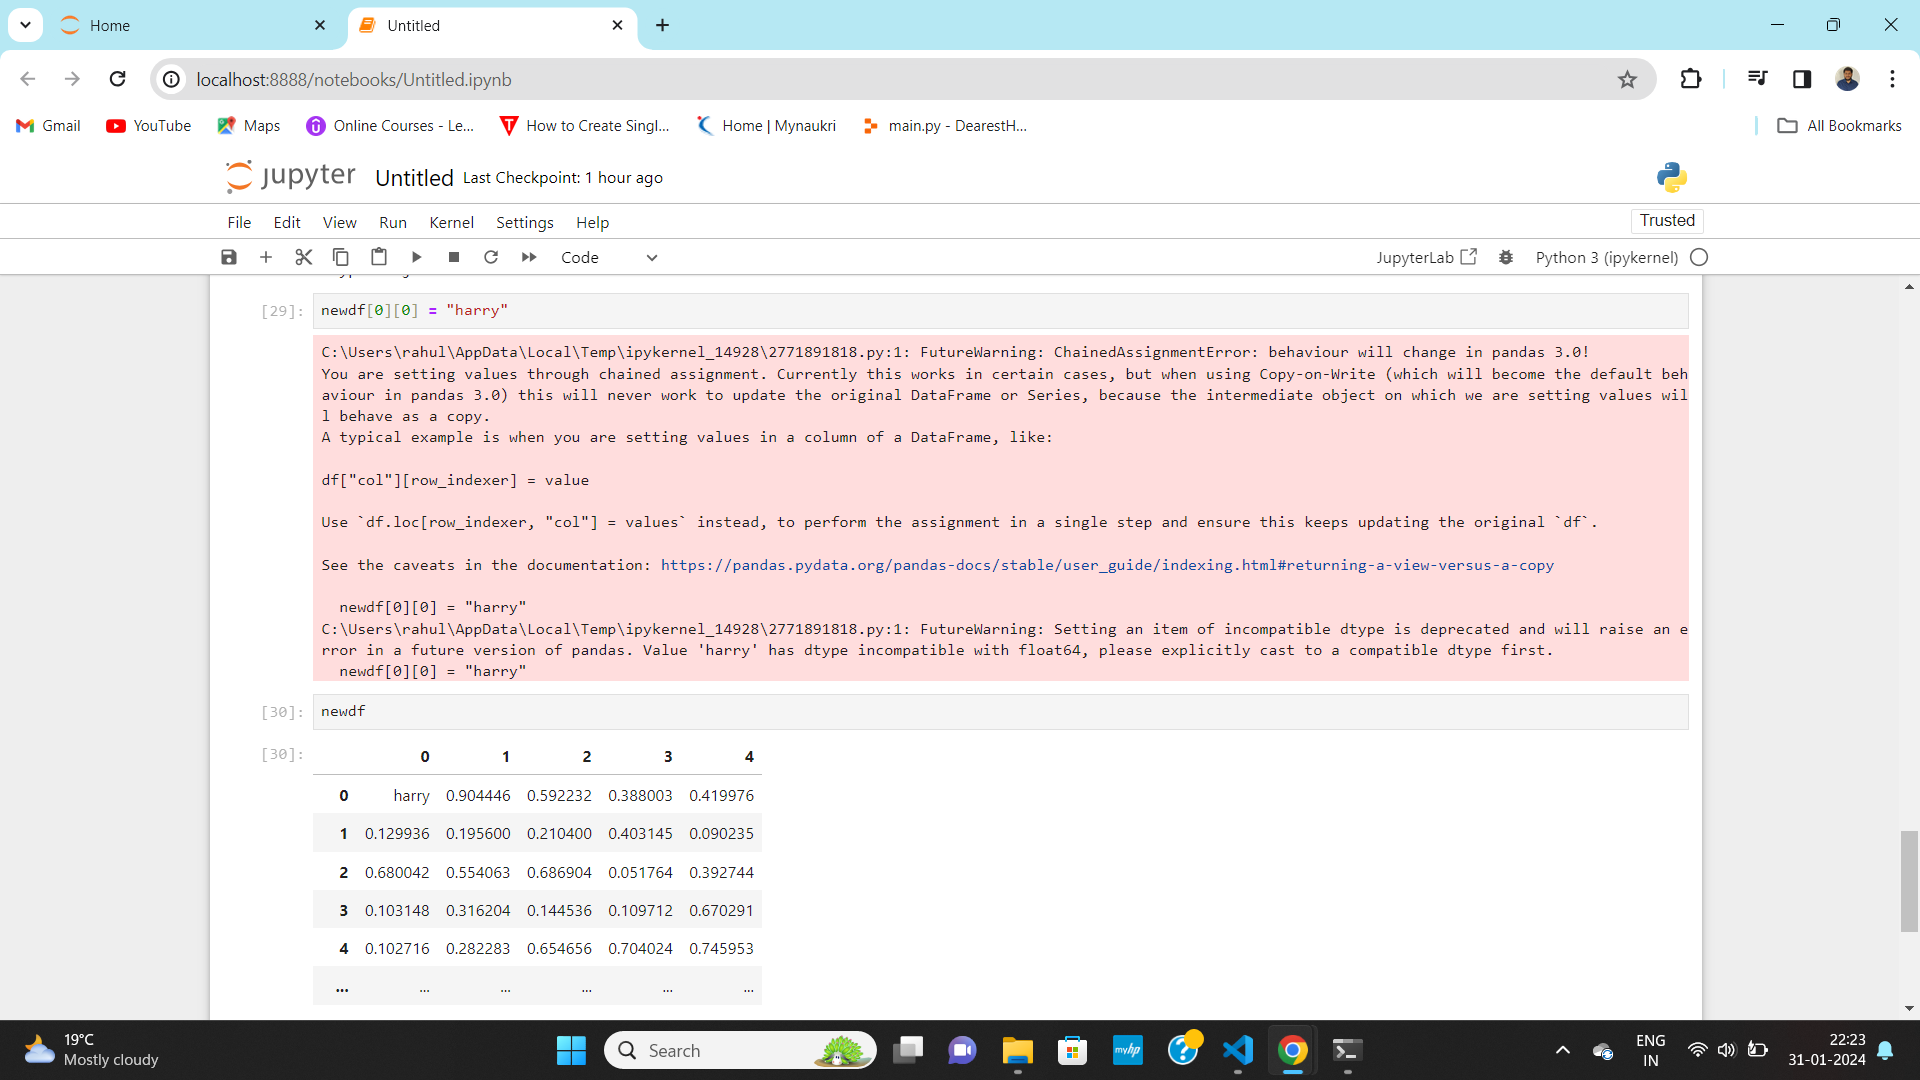 Home
Untitled
localhost:8888/notebooks/Untitled.ipynb
Gmail
YouTube
Maps
Online Courses - Le...
How to Create Singl...
Home | Mynaukri
main.py - DearestH...
All Bookmarks
jupyter Untitled Last Checkpoint: 1 hour ago
File Edit View Run Kernel Settings Help
Trusted
Code
JupyterLab
Python 3 (ipykernel)
[29]: newdf[0][0] = "harry"
C:\Users\rahul\AppData\Local\Temp\ipykernel_14928\2771891818.py:1: FutureWarning: ChainedAssignmentError: behaviour will change in pandas 3.0!
You are setting values through chained assignment. Currently this works in certain cases, but when using Copy-on-Write (which will become the default beh
aviour in pandas 3.0) this will never work to update the original DataFrame or Series, because the intermediate object on which we are setting values wil
l behave as a copy.
A typical example is when you are setting values in a column of a DataFrame, like:
df["col"][row_indexer] = value
Use `df.loc[row_indexer, "col"] = values` instead, to perform the assignment in a single step and ensure this keeps updating the original `df`.
See the caveats in the documentation: https://pandas.pydata.org/pandas-docs/stable/user_guide/indexing.html#returning-a-view-versus-a-copy
newdf[0][0] = "harry"
C:\Users\rahul\AppData\Local\Temp\ipykernel_14928\2771891818.py:1: FutureWarning: Setting an item of incompatible dtype is deprecated and will raise an e
rror in a future version of pandas. Value 'harry' has dtype incompatible with float64, please explicitly cast to a compatible dtype first.
newdf[0][0] = "harry"
[30]: newdf
[30]: 0 1 2 3 4
0 harry 0.904446 0.592232 0.388003 0.419976
1 0.129936 0.195600 0.210400 0.403145 0.090235
2 0.680042 0.554063 0.686904 0.051764 0.392744
3 0.103148 0.316204 0.144536 0.109712 0.670291
4 0.102716 0.282283 0.654656 0.704024 0.745953
... ... ... ... ... ...
19°C
Mostly cloudy
Search
myhp
ENG
IN
22:23
31-01-2024